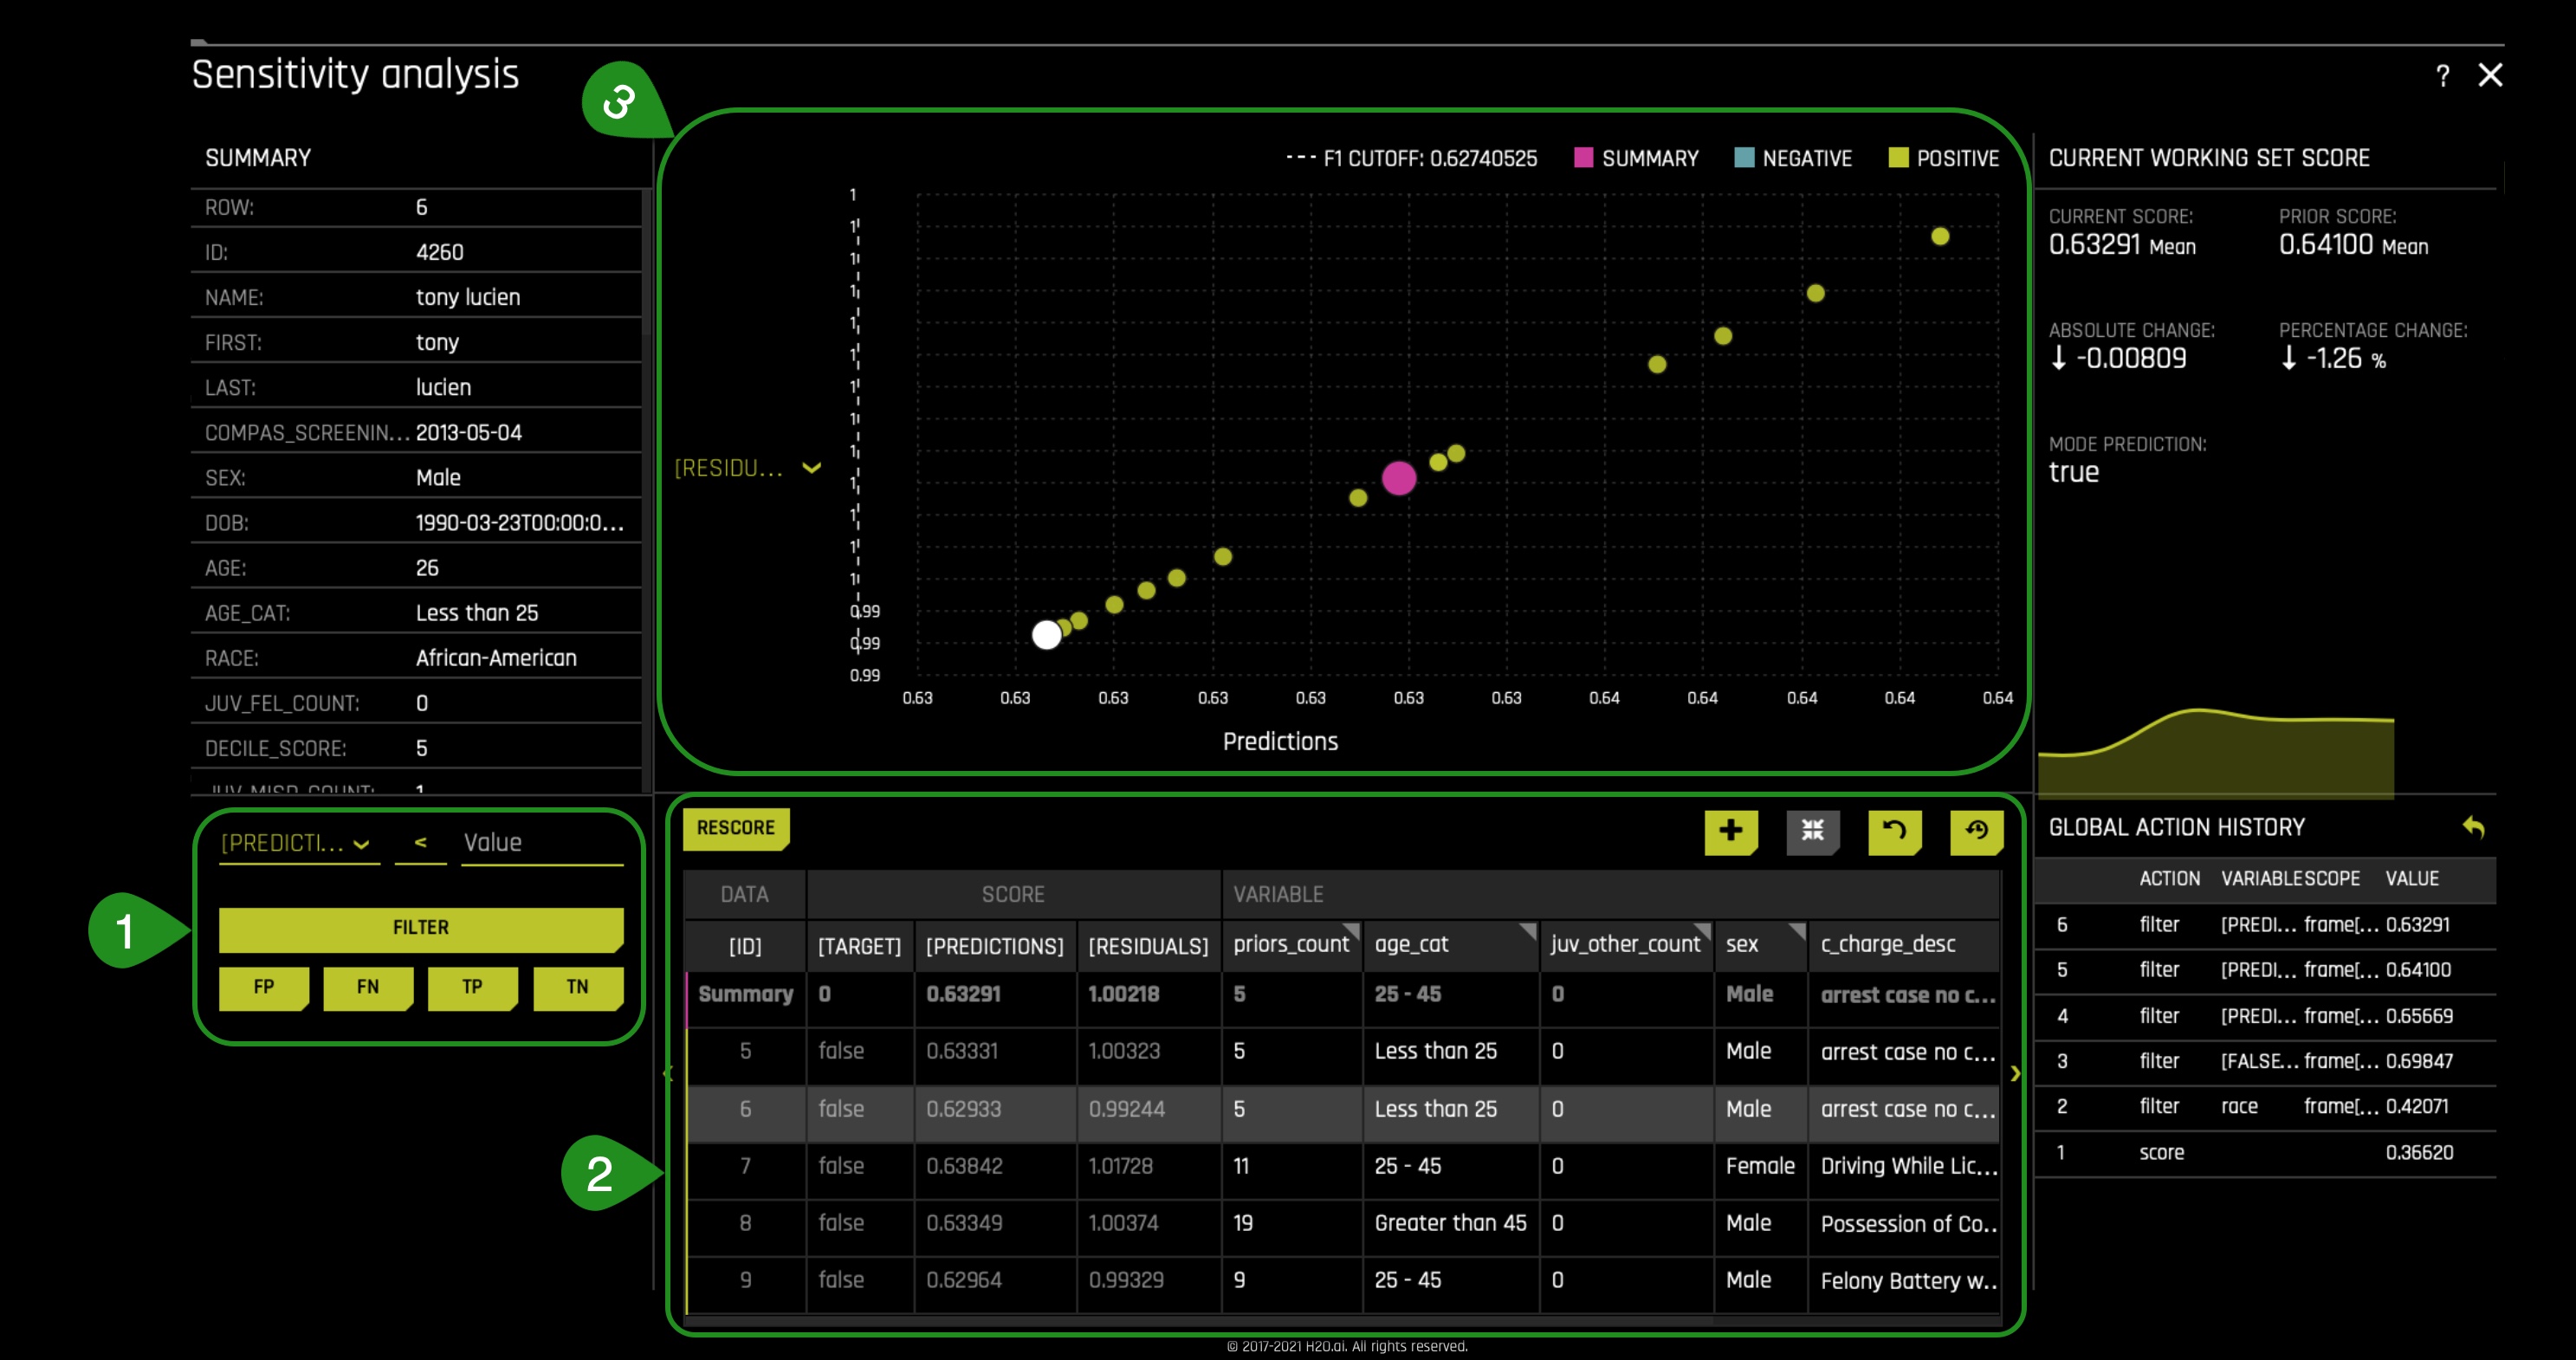 Sensitivity analysis
?
3
SUMMARY
ROW: 6
ID: 4260
NAME: tony lucien
FIRST: tony
LAST: lucien
COMPAS_SCREENIN... 2013-05-04
SEX: Male
DOB: 1990-03-23T00:00:0...
AGE: 26
AGE_CAT: Less than 25
RACE: African-American
JUV_FEL_COUNT: 0
DECILE_SCORE: 5
JUV_MISD_COUNT: 1
1
[PREDICTI... < Value
FILTER
FP FN TP TN
F1 CUTOFF: 0.62740525 SUMMARY NEGATIVE POSITIVE
[RESIDU...
1
1
1
1
1
1
1
1
1
1
1
1
1
0.99
0.99
0.99
0.63 0.63 0.63 0.63 0.63 0.63 0.63 0.64 0.64 0.64 0.64 0.64
Predictions
2
RESCORE
DATA SCORE VARIABLE
[ID] [TARGET] [PREDICTIONS] [RESIDUALS] priors_count age_cat juv_other_count sex c_charge_desc
Summary 0 0.63291 1.00218 5 25 - 45 0 Male arrest case no c...
5 false 0.63331 1.00323 5 Less than 25 0 Male arrest case no c...
6 false 0.62933 0.99244 5 Less than 25 0 Male arrest case no c...
7 false 0.63842 1.01728 11 25 - 45 0 Female Driving While Lic...
8 false 0.63349 1.00374 19 Greater than 45 0 Male Possession of Co..
9 false 0.62964 0.99329 9 25 - 45 0 Male Felony Battery w..
CURRENT WORKING SET SCORE
CURRENT SCORE: PRIOR SCORE:
0.63291 Mean 0.64100 Mean
ABSOLUTE CHANGE: PERCENTAGE CHANGE:
-0.00809 -1.26 %
MODE PREDICTION:
true
GLOBAL ACTION HISTORY
ACTION VARIABLE SCOPE VALUE
6 filter [PREDI... frame[... 0.63291
5 filter [PREDI... frame[... 0.64100
4 filter [PREDI... frame[... 0.65669
3 filter [FALSE... frame[... 0.69847
2 filter race frame[... 0.42071
1 score 0.36620
© 2017-2021 H2O.ai. All rights reserved.